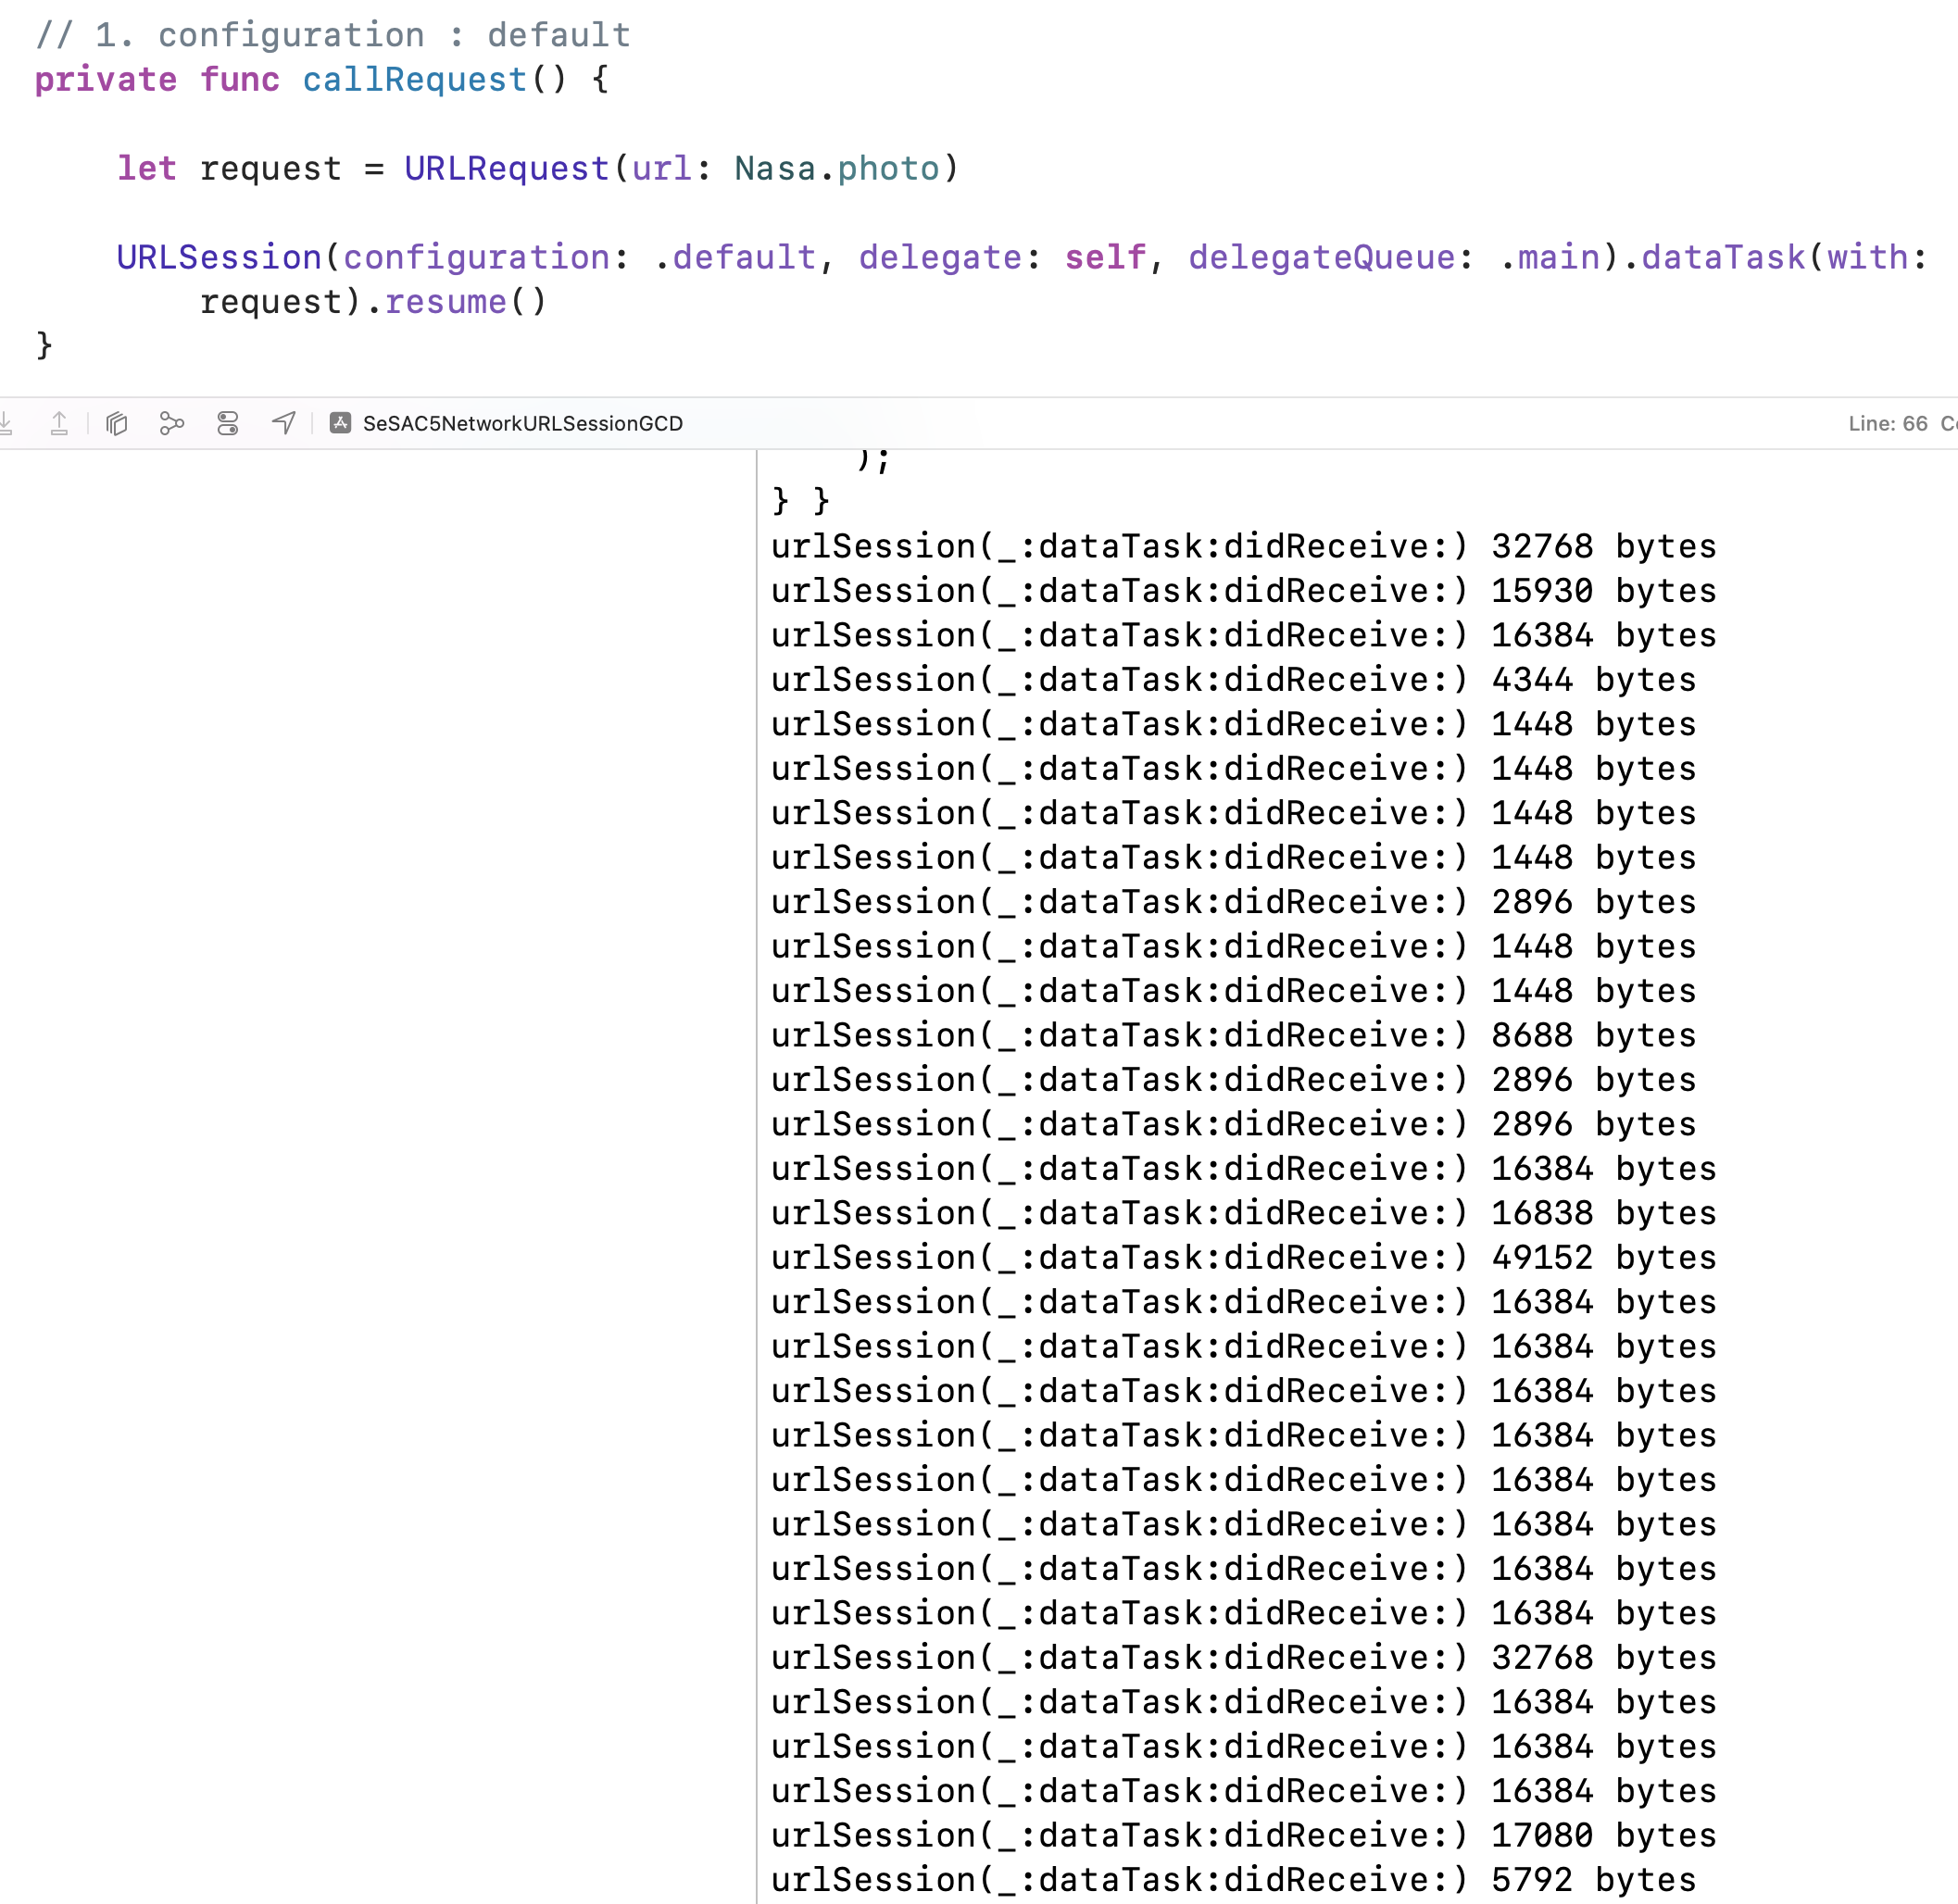 // 1. configuration : default
private func callRequest() {
let request = URLRequest(url: Nasa.photo)
URLSession(configuration: .default, delegate: self, delegateQueue: .main).dataTask(with:
request).resume()
}
SeSAC5NetworkURLSessionGCD
Line: 66 Co
);
} }
urlSession(_:dataTask:didReceive:) 32768 bytes
urlSession(_:dataTask:didReceive:) 15930 bytes
urlSession(_:dataTask:didReceive:) 16384 bytes
urlSession(_:dataTask:didReceive:) 4344 bytes
urlSession(_:dataTask:didReceive:) 1448 bytes
urlSession(_:dataTask:didReceive:) 1448 bytes
urlSession(_:dataTask:didReceive:) 1448 bytes
urlSession(_:dataTask:didReceive:) 1448 bytes
urlSession(_:dataTask:didReceive:) 2896 bytes
urlSession(_:dataTask:didReceive:) 1448 bytes
urlSession(_:dataTask:didReceive:) 1448 bytes
urlSession(_:dataTask:didReceive:) 8688 bytes
urlSession(_:dataTask:didReceive:) 2896 bytes
urlSession(_:dataTask:didReceive:) 2896 bytes
urlSession(_:dataTask:didReceive:) 16384 bytes
urlSession(_:dataTask:didReceive:) 16838 bytes
urlSession(_:dataTask:didReceive:) 49152 bytes
urlSession(_:dataTask:didReceive:) 16384 bytes
urlSession(_:dataTask:didReceive:) 16384 bytes
urlSession(_:dataTask:didReceive:) 16384 bytes
urlSession(_:dataTask:didReceive:) 16384 bytes
urlSession(_:dataTask:didReceive:) 16384 bytes
urlSession(_:dataTask:didReceive:) 16384 bytes
urlSession(_:dataTask:didReceive:) 16384 bytes
urlSession(_:dataTask:didReceive:) 16384 bytes
urlSession(_:dataTask:didReceive:) 32768 bytes
urlSession(_:dataTask:didReceive:) 16384 bytes
urlSession(_:dataTask:didReceive:) 16384 bytes
urlSession(_:dataTask:didReceive:) 16384 bytes
urlSession(_:dataTask:didReceive:) 17080 bytes
urlSession(_:dataTask:didReceive:) 5792 bytes